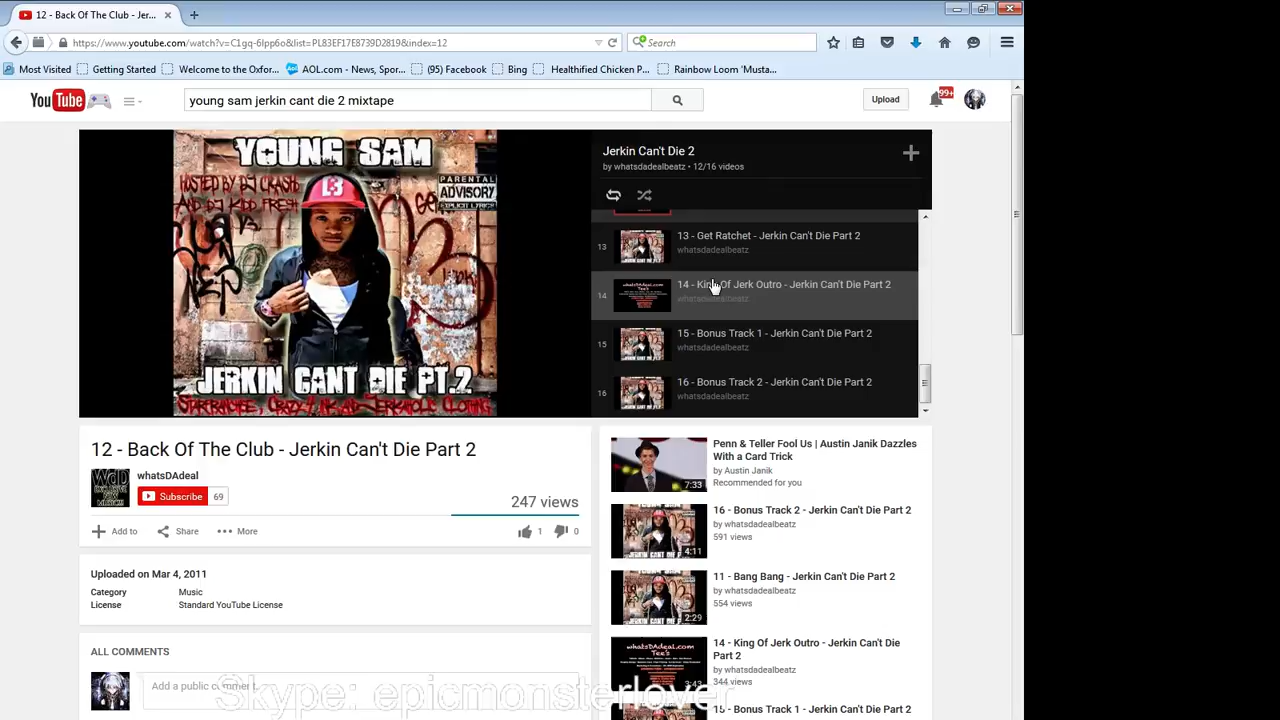 12 - Back Of The Club - Jer...
https://www.youtube.com/watch?v=C1gq-6Ipp6o&list=PL83EF17E8739D2819&index=12
Search
Most Visited
Getting Started
Welcome to the Oxfor...
AOL.com - News, Spor...
(95) Facebook
Bing
Healthified Chicken P...
Rainbow Loom 'Musta...
YouTube
young sam jerkin cant die 2 mixtape
Upload
99+
YOUNG SAM
HOSTED BY DJ CRASH
AND DJ KIDD FRESH
PARENTAL
ADVISORY
EXPLICIT LYRICS
JERKIN CANT DIE PT.2
Jerkin Can't Die 2
by whatsdadealbeatz • 12/16 videos
13
13 - Get Ratchet - Jerkin Can't Die Part 2
whatsdadealbeatz
14
14 - King Of Jerk Outro - Jerkin Can't Die Part 2
whatsdadealbeatz
15
15 - Bonus Track 1 - Jerkin Can't Die Part 2
whatsdadealbeatz
16
16 - Bonus Track 2 - Jerkin Can't Die Part 2
whatsdadealbeatz
12 - Back Of The Club - Jerkin Can't Die Part 2
whatsDAdeal
Subscribe 69
247 views
Add to
Share
More
1
0
Uploaded on Mar 4, 2011
Category Music
License Standard YouTube License
ALL COMMENTS
Add a public comment
Penn & Teller Fool Us | Austin Janik Dazzles
With a Card Trick
by Austin Janik
Recommended for you
7:33
16 - Bonus Track 2 - Jerkin Can't Die Part 2
by whatsdadealbeatz
591 views
4:11
11 - Bang Bang - Jerkin Can't Die Part 2
by whatsdadealbeatz
554 views
2:29
14 - King Of Jerk Outro - Jerkin Can't Die
Part 2
by whatsdadealbeatz
344 views
whatsDAdeal.com
Tee's
3:43
15 - Bonus Track 1 - Jerkin Can't Die Part 2
Skype: epicmonsterlover